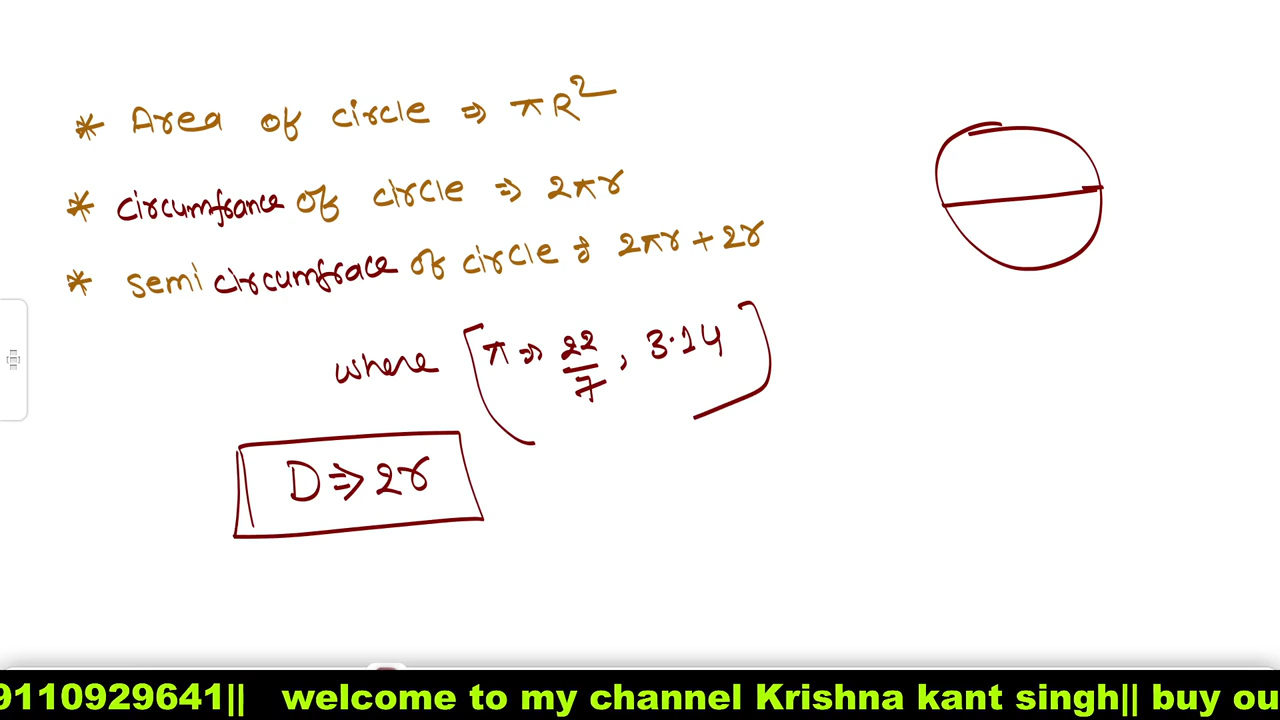 * Area of circle ⇒ πR²
* circumfrance of circle ⇒ 2πr
* semi circumfrace of circle ⇒ 2πr + 2r
where [π ⇒ 22/7, 3.14]
D ⇒ 2r
9110929641|| welcome to my channel Krishna kant singh|| buy ou